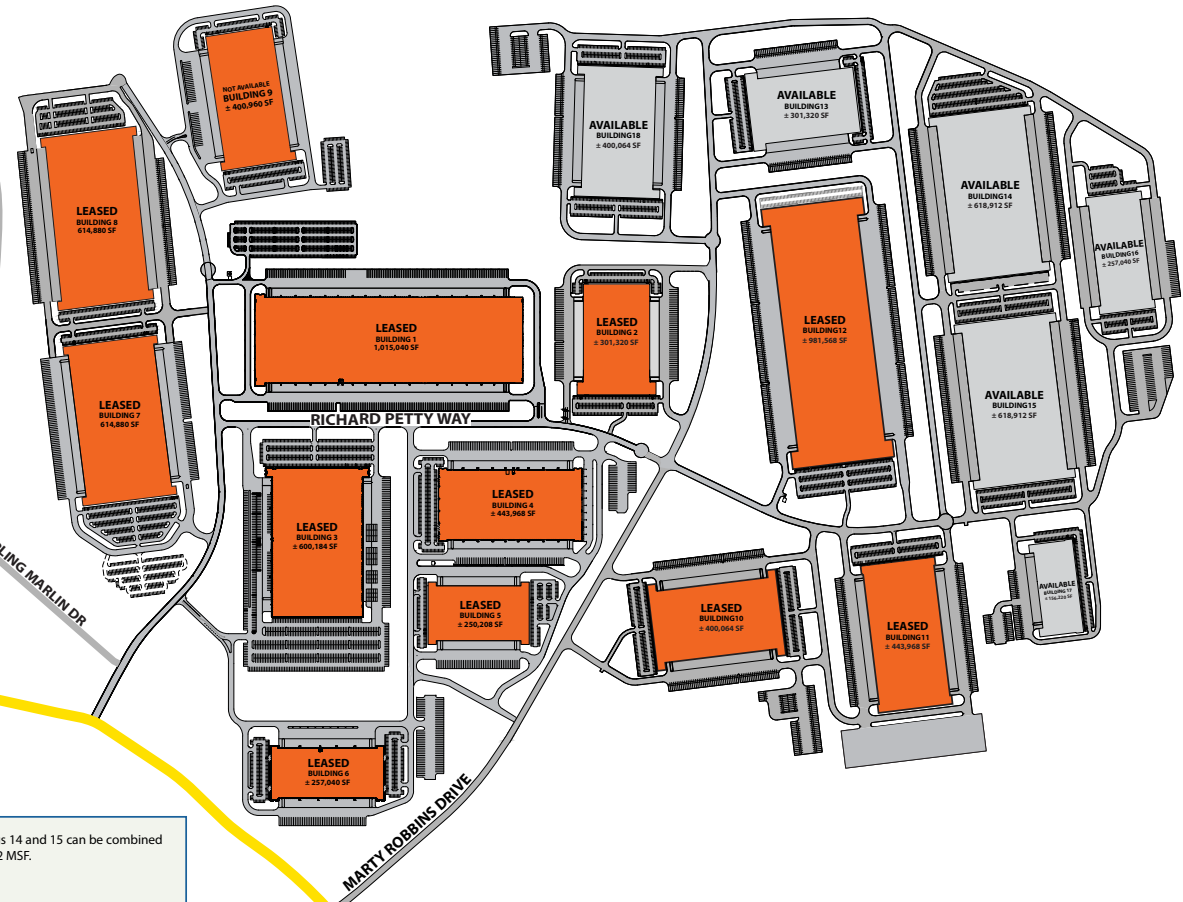 NOT AVAILABLE
BUILDING 9
± 400,960 SF
LEASED
BUILDING 8
614,880 SF
AVAILABLE
BUILDING18
± 400,064 SF
AVAILABLE
BUILDING13
± 301,320 SF
AVAILABLE
BUILDING14
± 618,912 SF
AVAILABLE
BUILDING16
± 257,040 SF
LEASED
BUILDING 1
1,015,040 SF
LEASED
BUILDING 2
± 301,320 SF
LEASED
BUILDING12
± 981,568 SF
LEASED
BUILDING 7
614,880 SF
AVAILABLE
BUILDING15
± 618,912 SF
RICHARD PETTY WAY
LEASED
BUILDING 3
± 600,184 SF
LEASED
BUILDING 4
± 443,968 SF
LING MARLIN DR
LEASED
BUILDING 5
± 250,208 SF
LEASED
BUILDING10
± 400,064 SF
LEASED
BUILDING11
± 443,968 SF
AVAILABLE
BUILDING 17
LEASED
BUILDING 6
± 257,040 SF
MARTY ROBBINS DRIVE
s 14 and 15 can be combined
2 MSF.